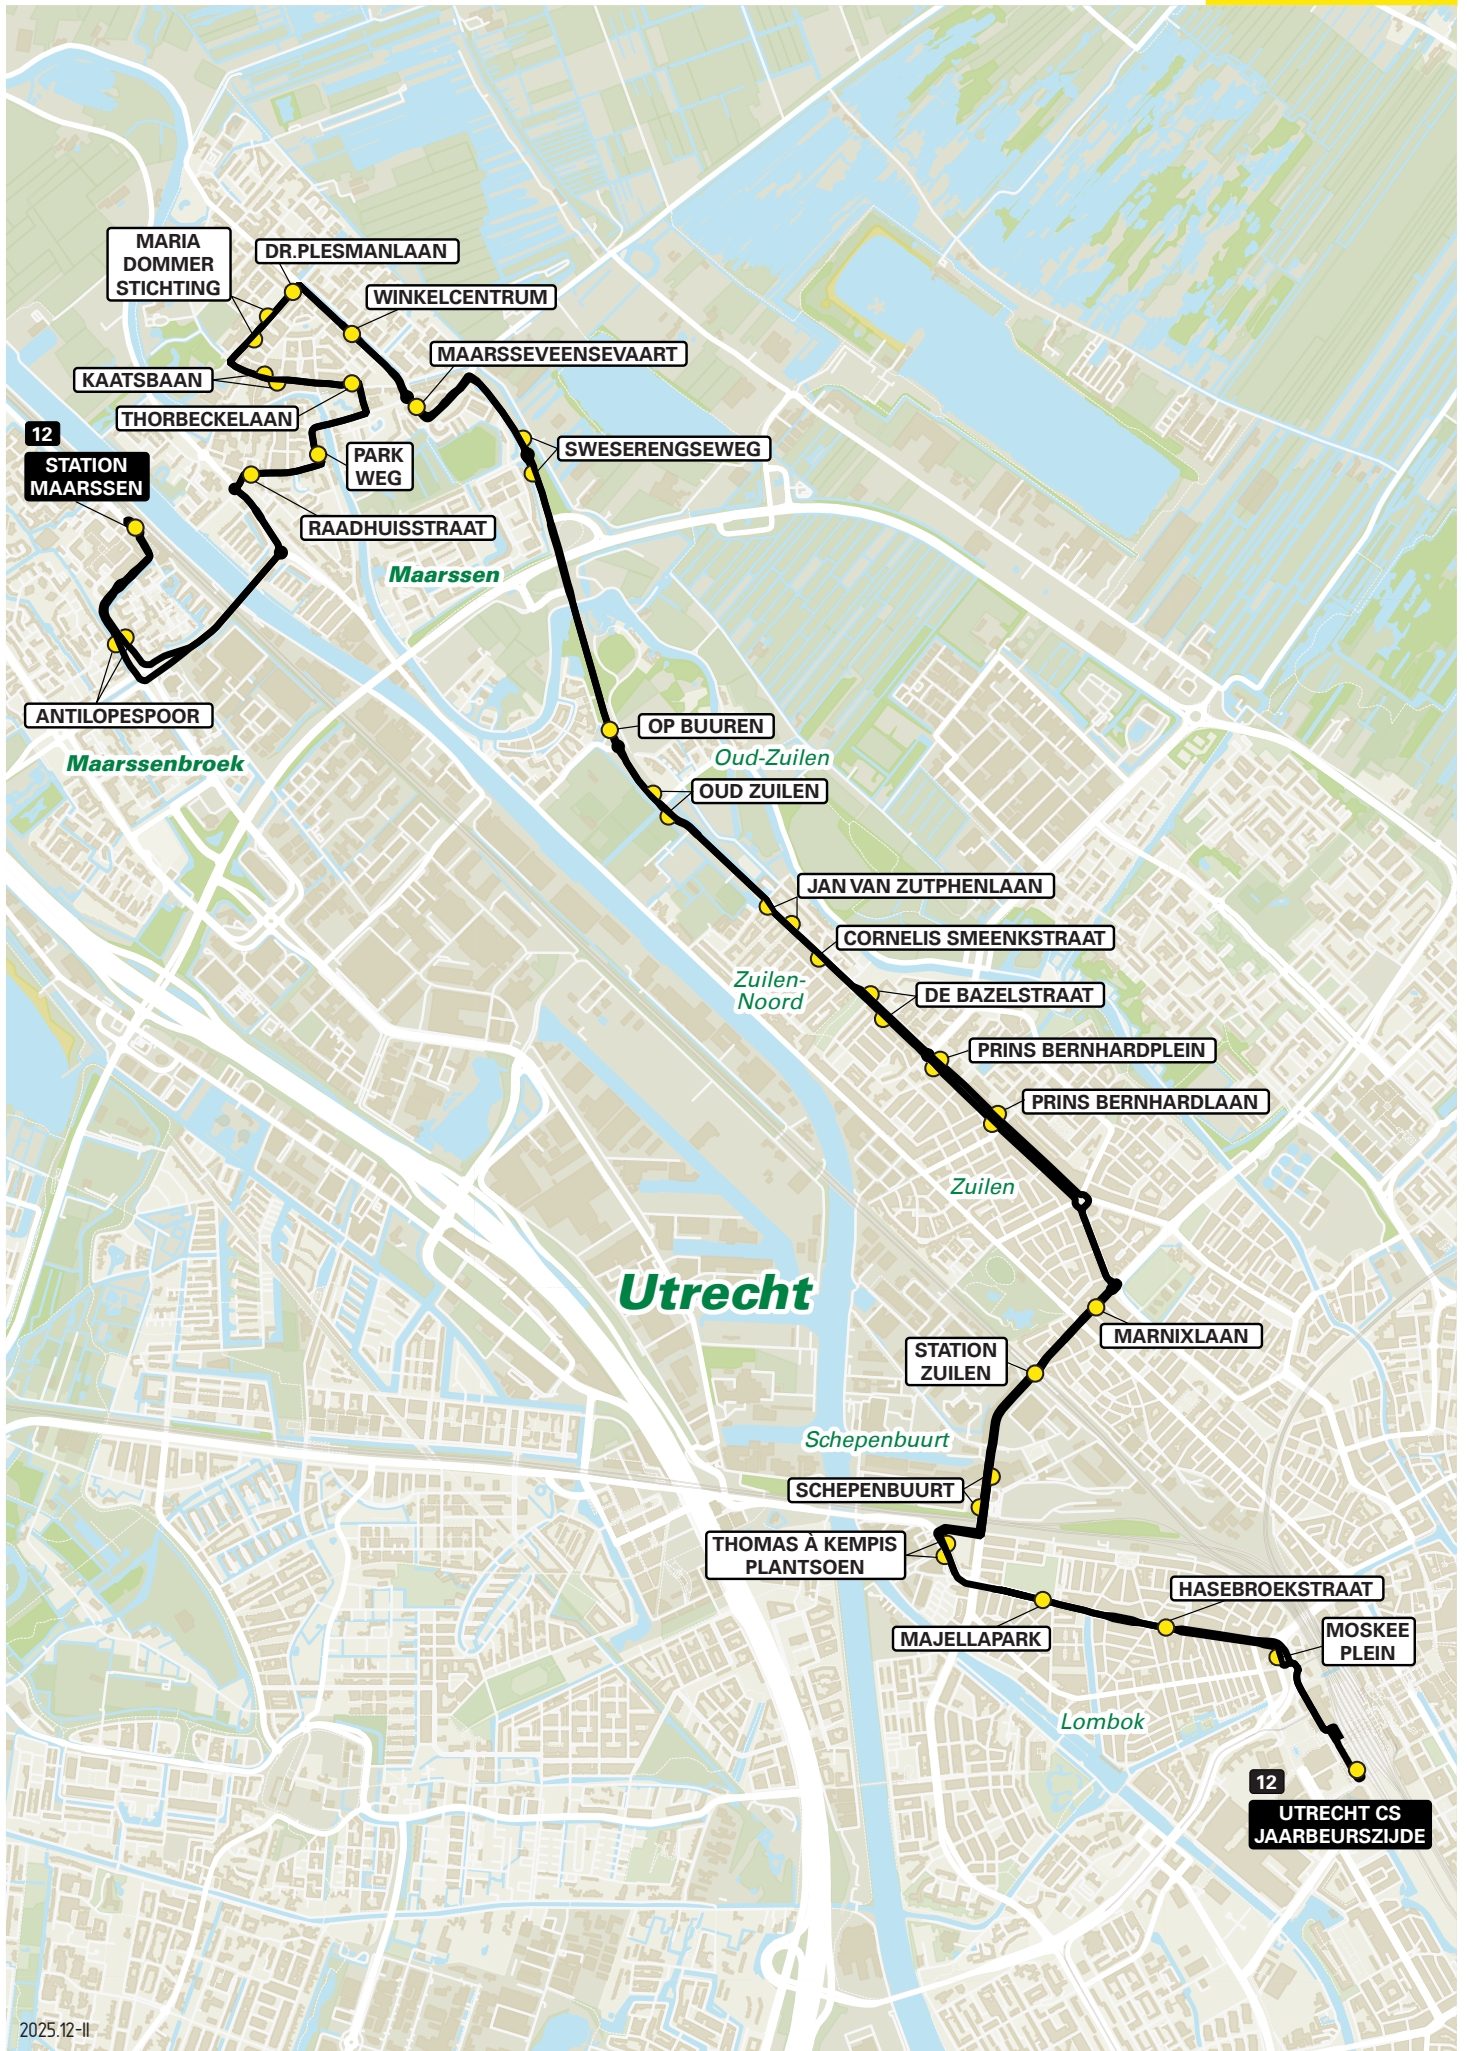 MARIA
DOMMER
STICHTING
DR.PLESMANLAAN
WINKELCENTRUM
MAARSSEVEENSEVAART
KAATSBAAN
THORBECKELAAN
12
STATION
MAARSSEN
PARK
WEG
SWESERENGSEWEG
RAADHUISSTRAAT
Maarssen
ANTILOPESPOOR
Maarssenbroek
OP BUUREN
Oud-Zuilen
OUD ZUILEN
JAN VAN ZUTPHENLAAN
CORNELIS SMEENKSTRAAT
Zuilen-
Noord
DE BAZELSTRAAT
PRINS BERNHARDPLEIN
PRINS BERNHARDLAAN
Zuilen
Utrecht
MARNIXLAAN
STATION
ZUILEN
Schepenbuurt
SCHEPENBUURT
THOMAS À KEMPIS
PLANTSOEN
HASEBROEKSTRAAT
MAJELLAPARK
MOSKEE
PLEIN
Lombok
12
UTRECHT CS
JAARBEURSZIJDE
2025.12-II